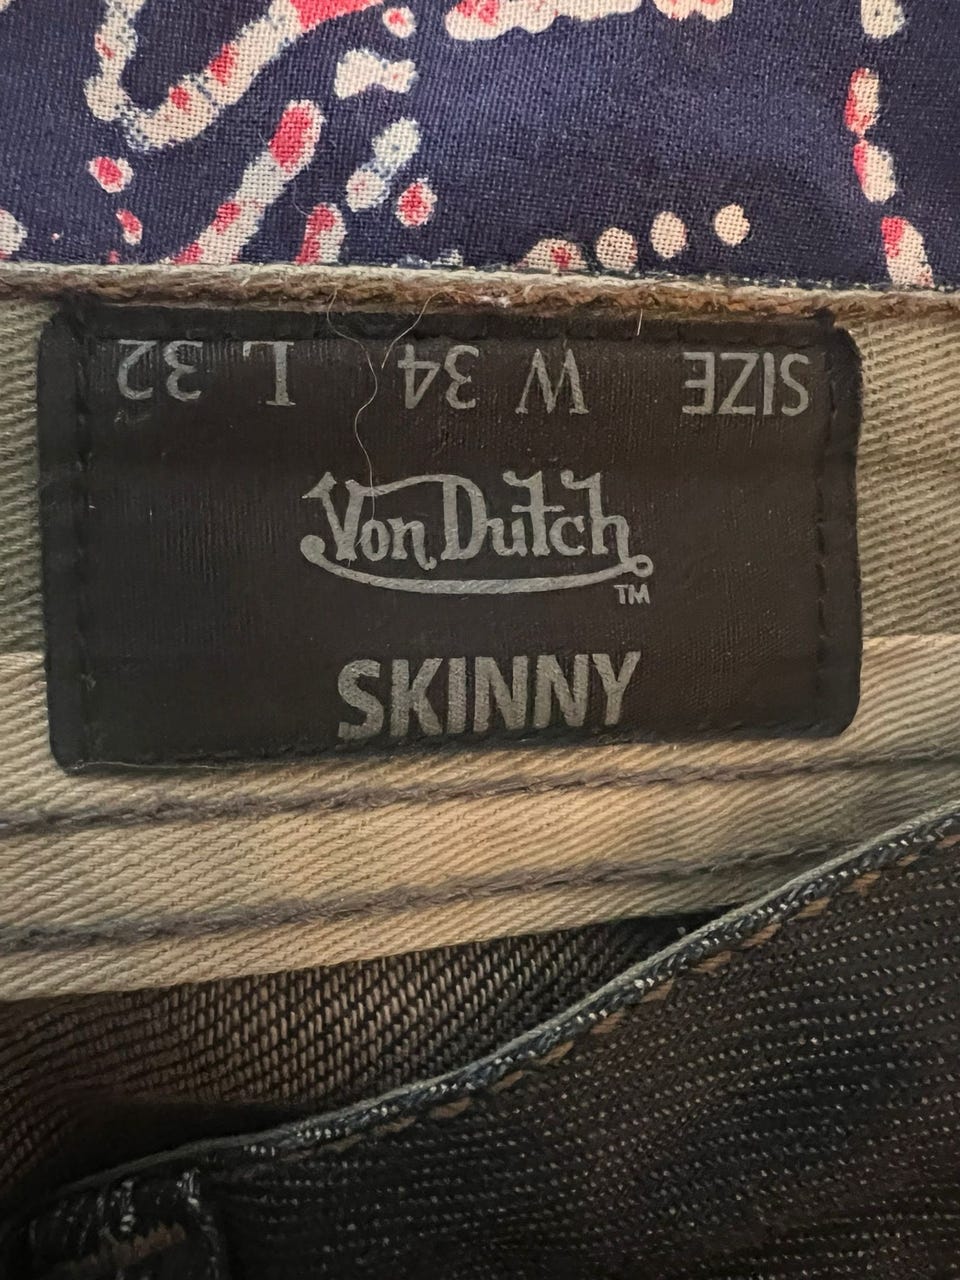 SIZE W 34 L 32
Von Dutch
TM
SKINNY